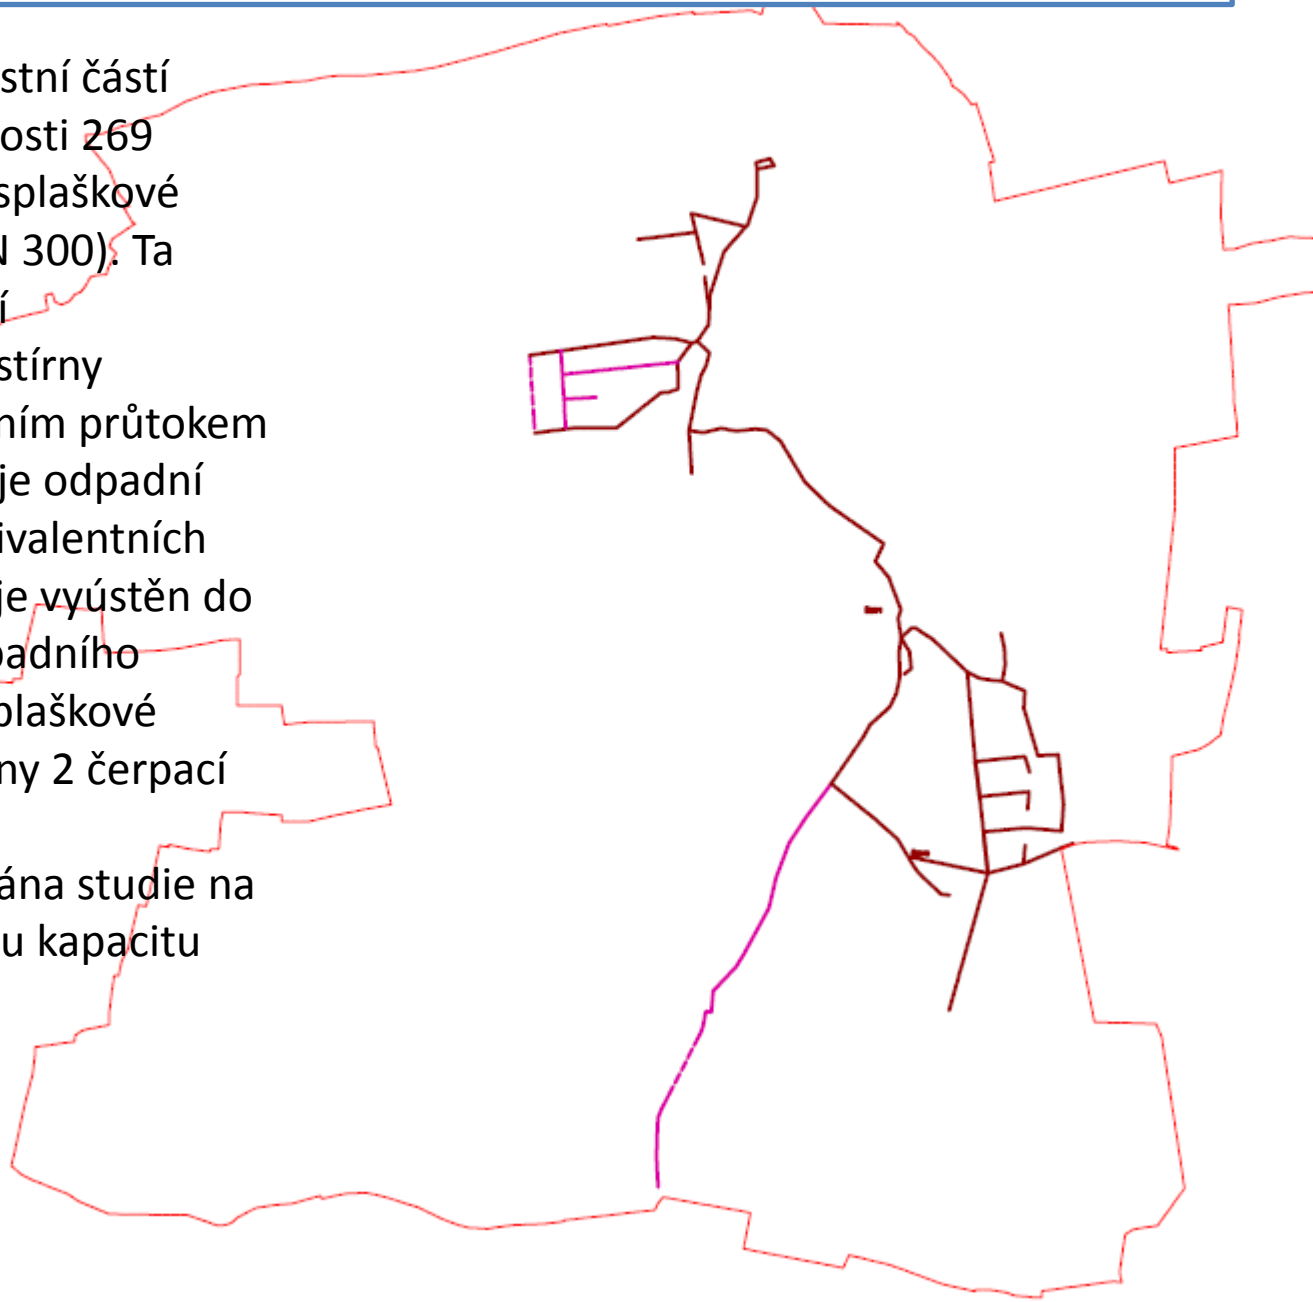 stní částí
osti 269
splaškové
N 300). Ta
í
stírny
ním průtokem
je odpadní
ivalentních
je vyústěn do
padního
plaškové
ny 2 čerpací
ána studie na
u kapacitu